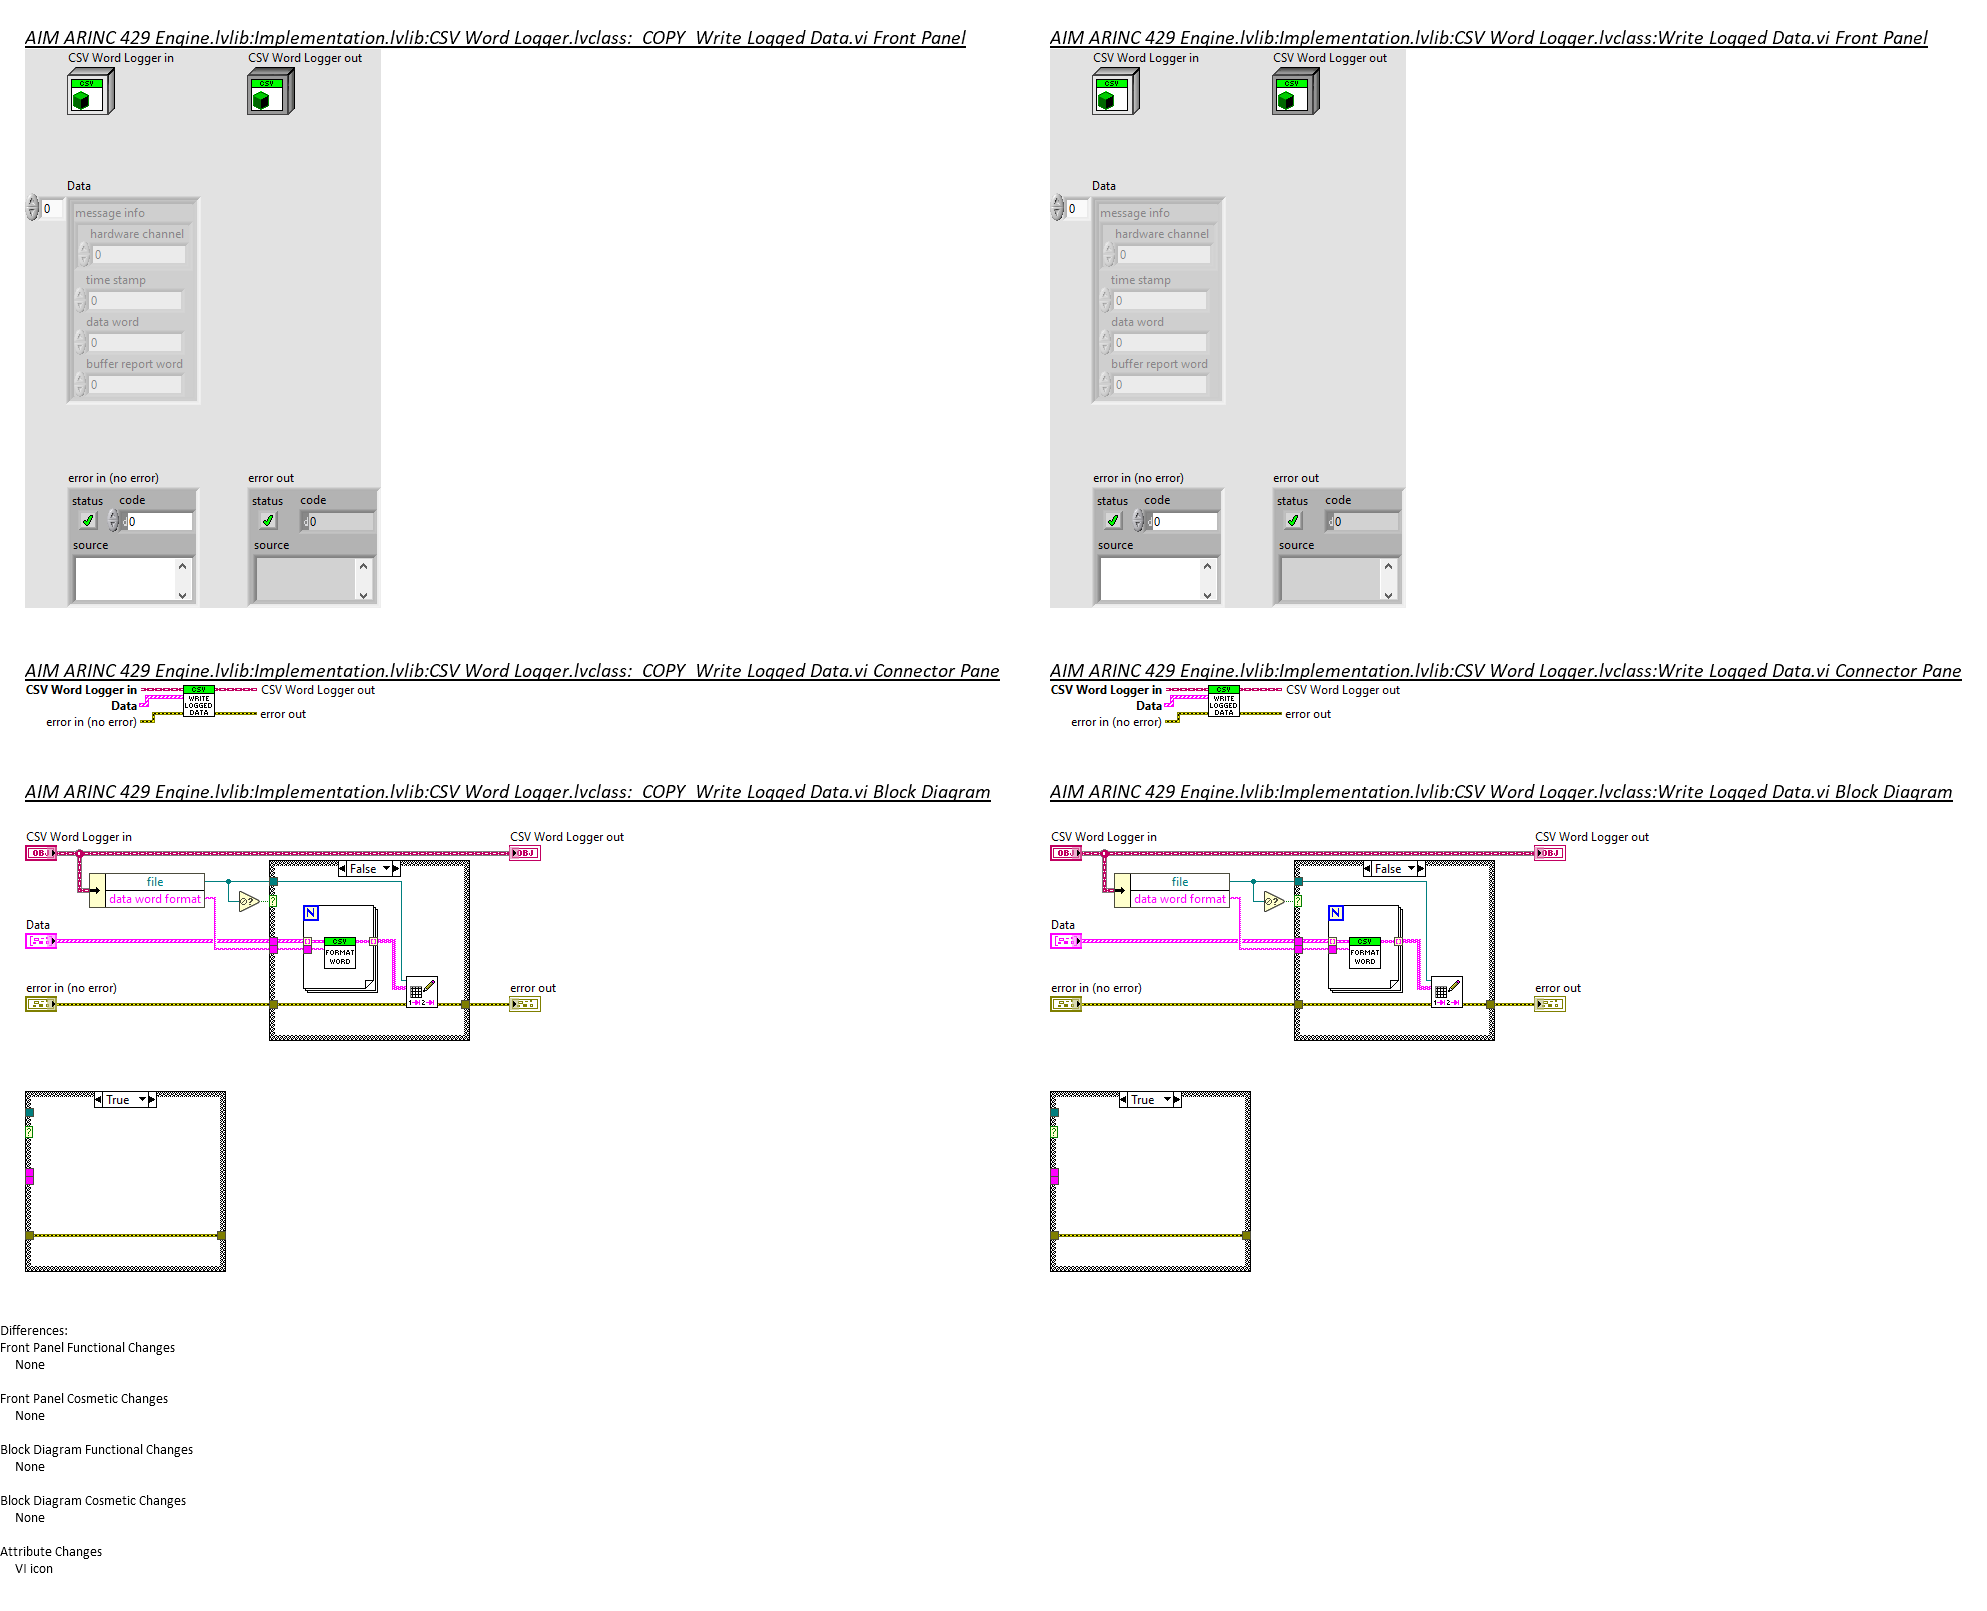 AIM ARINC 429 Engine.lvlib:Implementation.lvlib:CSV Word Logger.lvclass:  COPY  Write Logged Data.vi Front Panel
CSV Word Logger in
CSV Word Logger out
CSV
CSV
Data
0
message info
hardware channel
0
time stamp
0
data word
0
buffer report word
0
error in (no error)
error out
status code
d 0
source
status code
d 0
source
AIM ARINC 429 Engine.lvlib:Implementation.lvlib:CSV Word Logger.lvclass:Write Logged Data.vi Front Panel
CSV Word Logger in
CSV Word Logger out
CSV
CSV
Data
0
message info
hardware channel
0
time stamp
0
data word
0
buffer report word
0
error in (no error)
error out
status code
d 0
source
status code
d 0
source
AIM ARINC 429 Engine.lvlib:Implementation.lvlib:CSV Word Logger.lvclass:  COPY  Write Logged Data.vi Connector Pane
CSV Word Logger in
CSV Word Logger out
Data
error in (no error)
error out
CSV
WRITE
LOGGED
DATA
AIM ARINC 429 Engine.lvlib:Implementation.lvlib:CSV Word Logger.lvclass:Write Logged Data.vi Connector Pane
CSV Word Logger in
CSV Word Logger out
Data
error in (no error)
error out
CSV
WRITE
LOGGED
DATA
AIM ARINC 429 Engine.lvlib:Implementation.lvlib:CSV Word Logger.lvclass:  COPY  Write Logged Data.vi Block Diagram
CSV Word Logger in
CSV Word Logger out
OBJ
OBJ
False
file
data word format
?
?
N
Data
CSV
FORMAT
WORD
error in (no error)
error out
1 2
True
?
AIM ARINC 429 Engine.lvlib:Implementation.lvlib:CSV Word Logger.lvclass:Write Logged Data.vi Block Diagram
CSV Word Logger in
CSV Word Logger out
OBJ
OBJ
False
file
data word format
?
?
N
Data
CSV
FORMAT
WORD
error in (no error)
error out
1 2
True
?
Differences:
Front Panel Functional Changes
None
Front Panel Cosmetic Changes
None
Block Diagram Functional Changes
None
Block Diagram Cosmetic Changes
None
Attribute Changes
VI icon